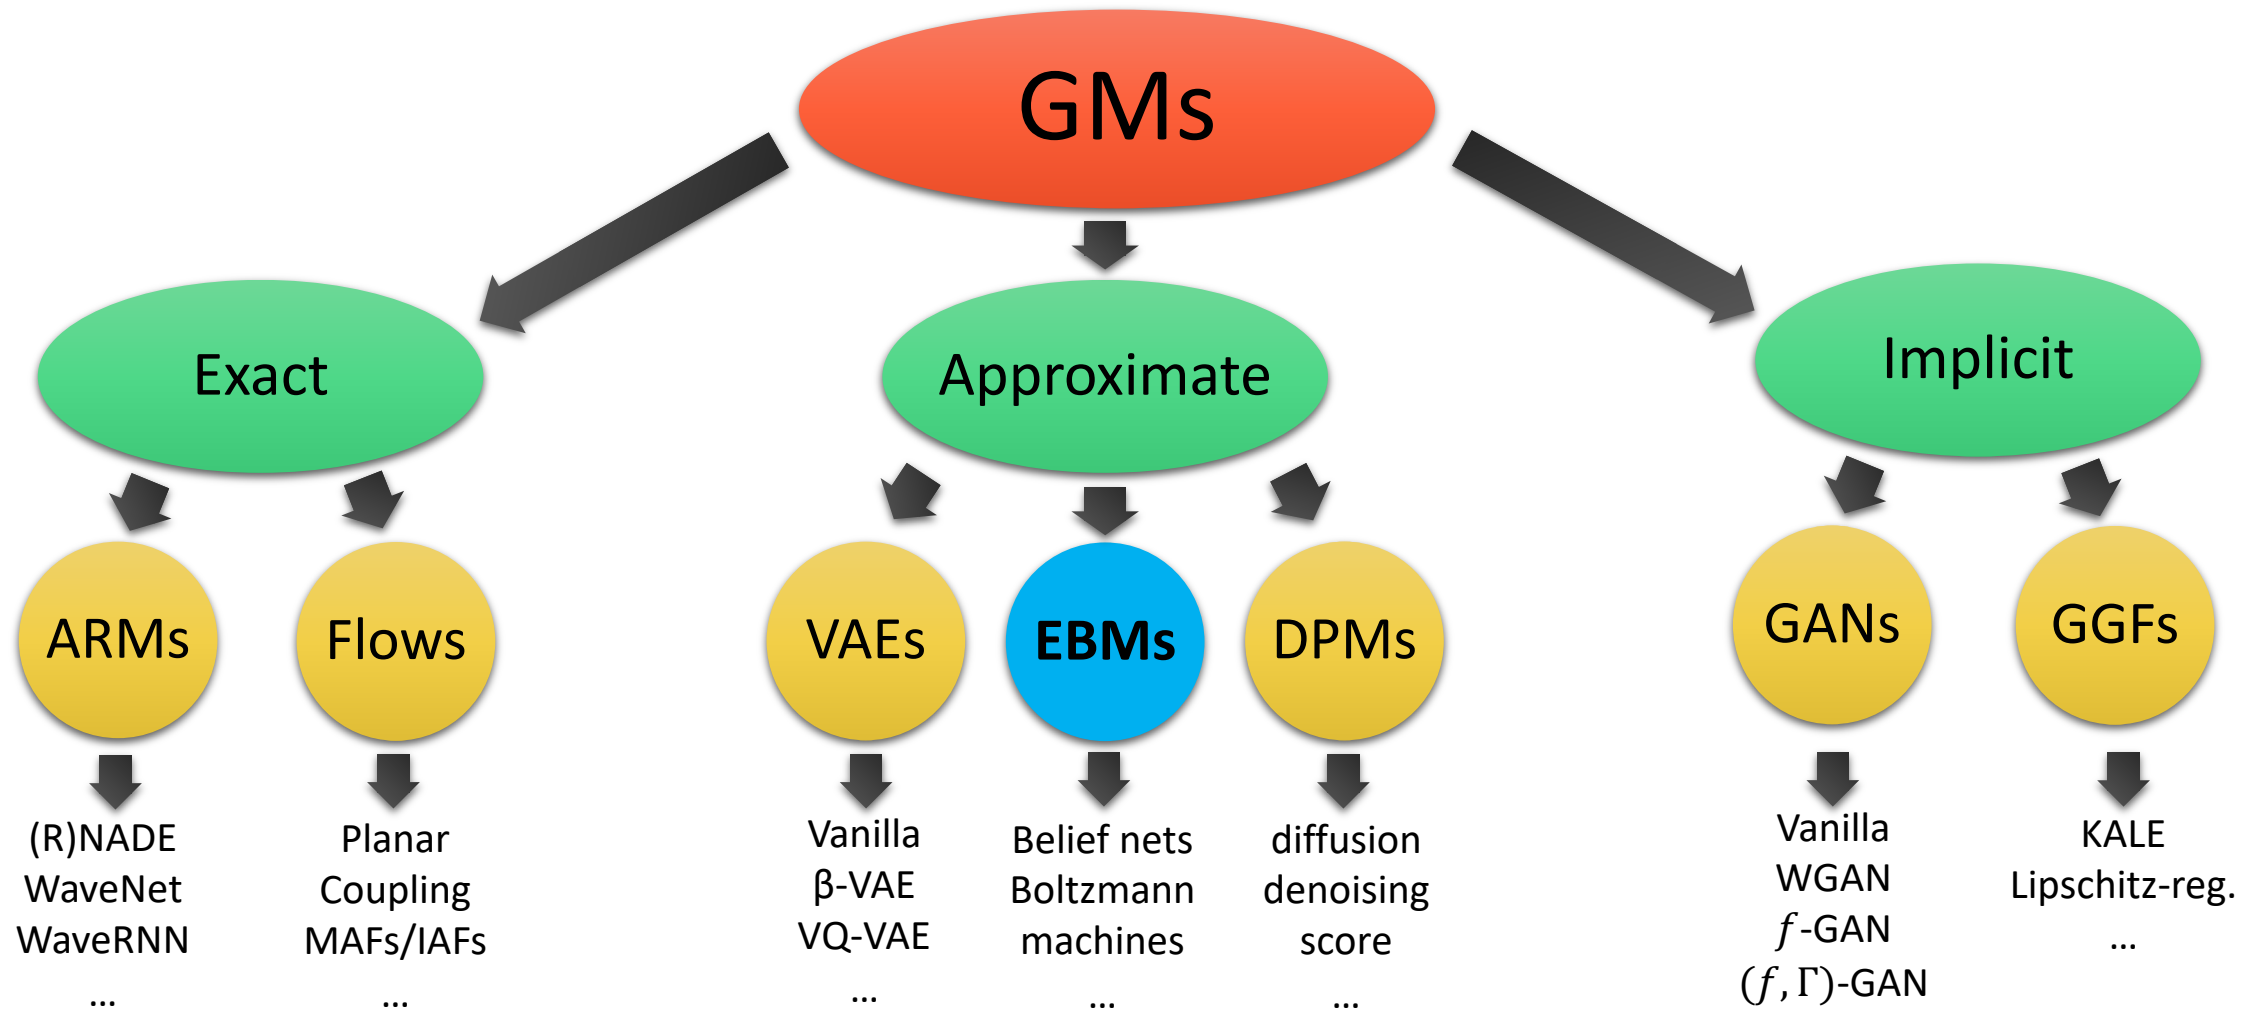 GMs
Exact
Approximate
Implicit
ARMs
Flows
VAEs
EBMs
DPMs
GANs
GGFs
(R)NADE
WaveNet
WaveRNN
...
Planar
Coupling
MAFs/IAFs
...
Vanilla
β-VAE
VQ-VAE
...
Belief nets
Boltzmann
machines
...
diffusion
denoising
score
...
Vanilla
WGAN
f-GAN
(f, Γ)-GAN
KALE
Lipschitz-reg.
...